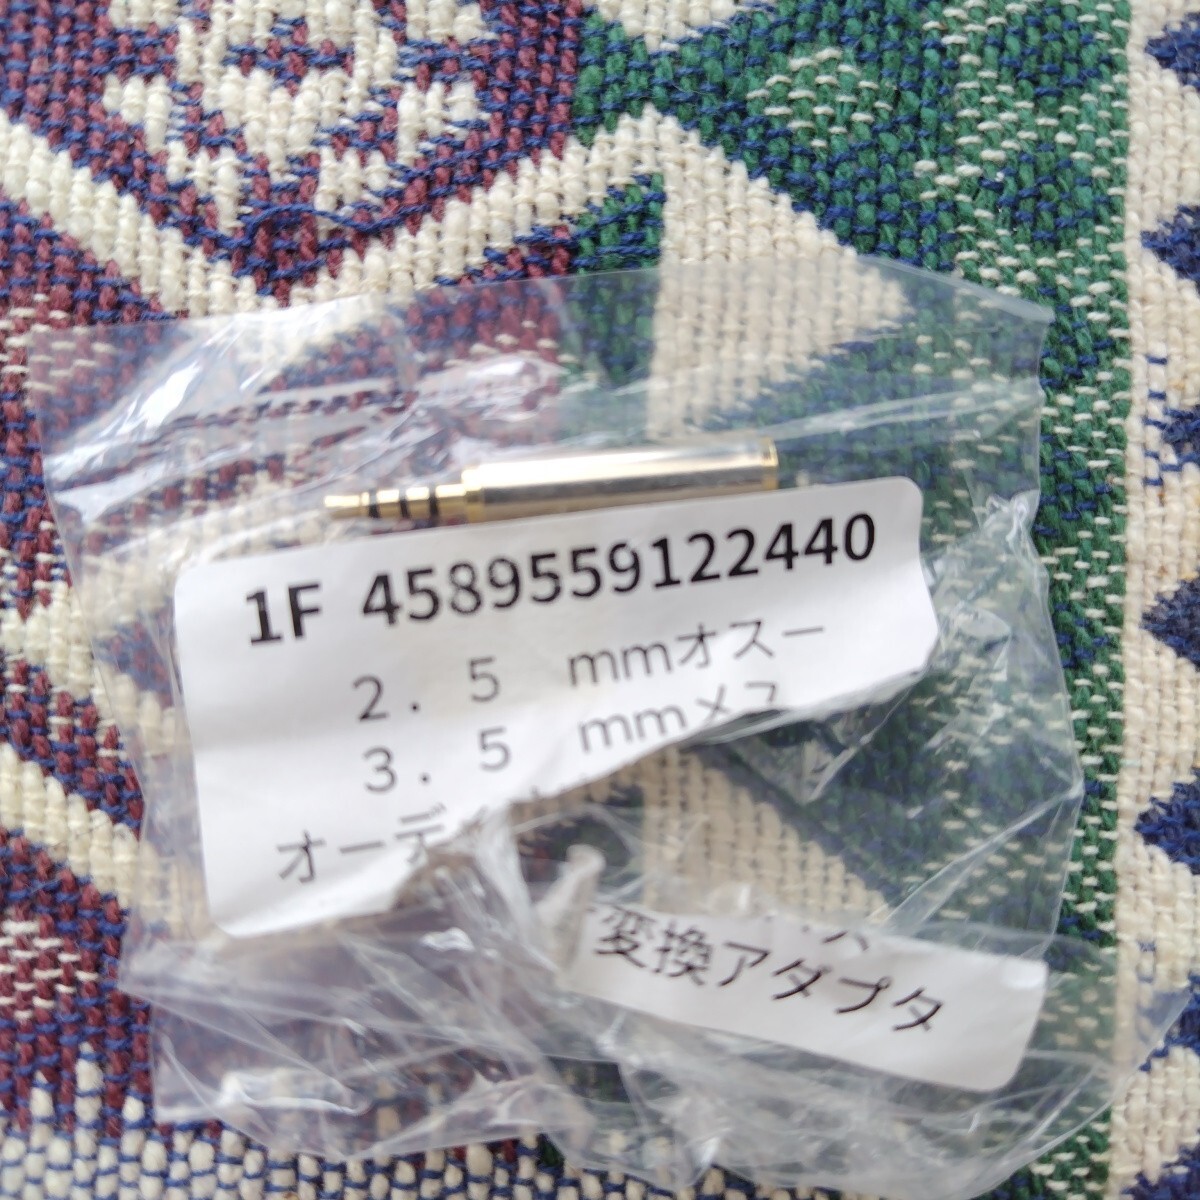 1F 4589559122440
2．5　mmオスー
3．5　mmメス
オーディ
変換アダプタ